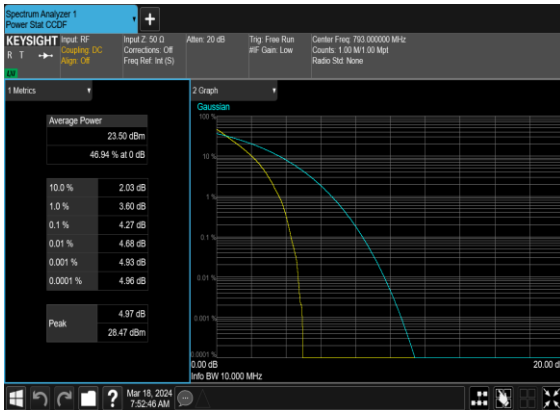 Spectrum Analyzer 1
Power Stat CCDF
KEYSIGHT
R T
LXI
Input: RF
Coupling: DC
Align: Off
Input Z: 50 Ω
Corrections: Off
Freq Ref: Int (S)
Atten: 20 dB
Trig: Free Run
#IF Gain: Low
Center Freq: 793.000000 MHz
Counts: 1.00 M/1.00 Mpt
Radio Std: None
1 Metrics
Average Power
23.50 dBm
46.94 % at 0 dB
10.0 % 2.03 dB
1.0 % 3.60 dB
0.1 % 4.27 dB
0.01 % 4.68 dB
0.001 % 4.93 dB
0.0001 % 4.96 dB
Peak
4.97 dB
28.47 dBm
2 Graph
Gaussian
100 %
10 %
1 %
0.1 %
0.01 %
0.001 %
0.0001 %
0.00 dB
20.00 d
Info BW 10.000 MHz
?
Mar 18, 2024
7:52:46 AM